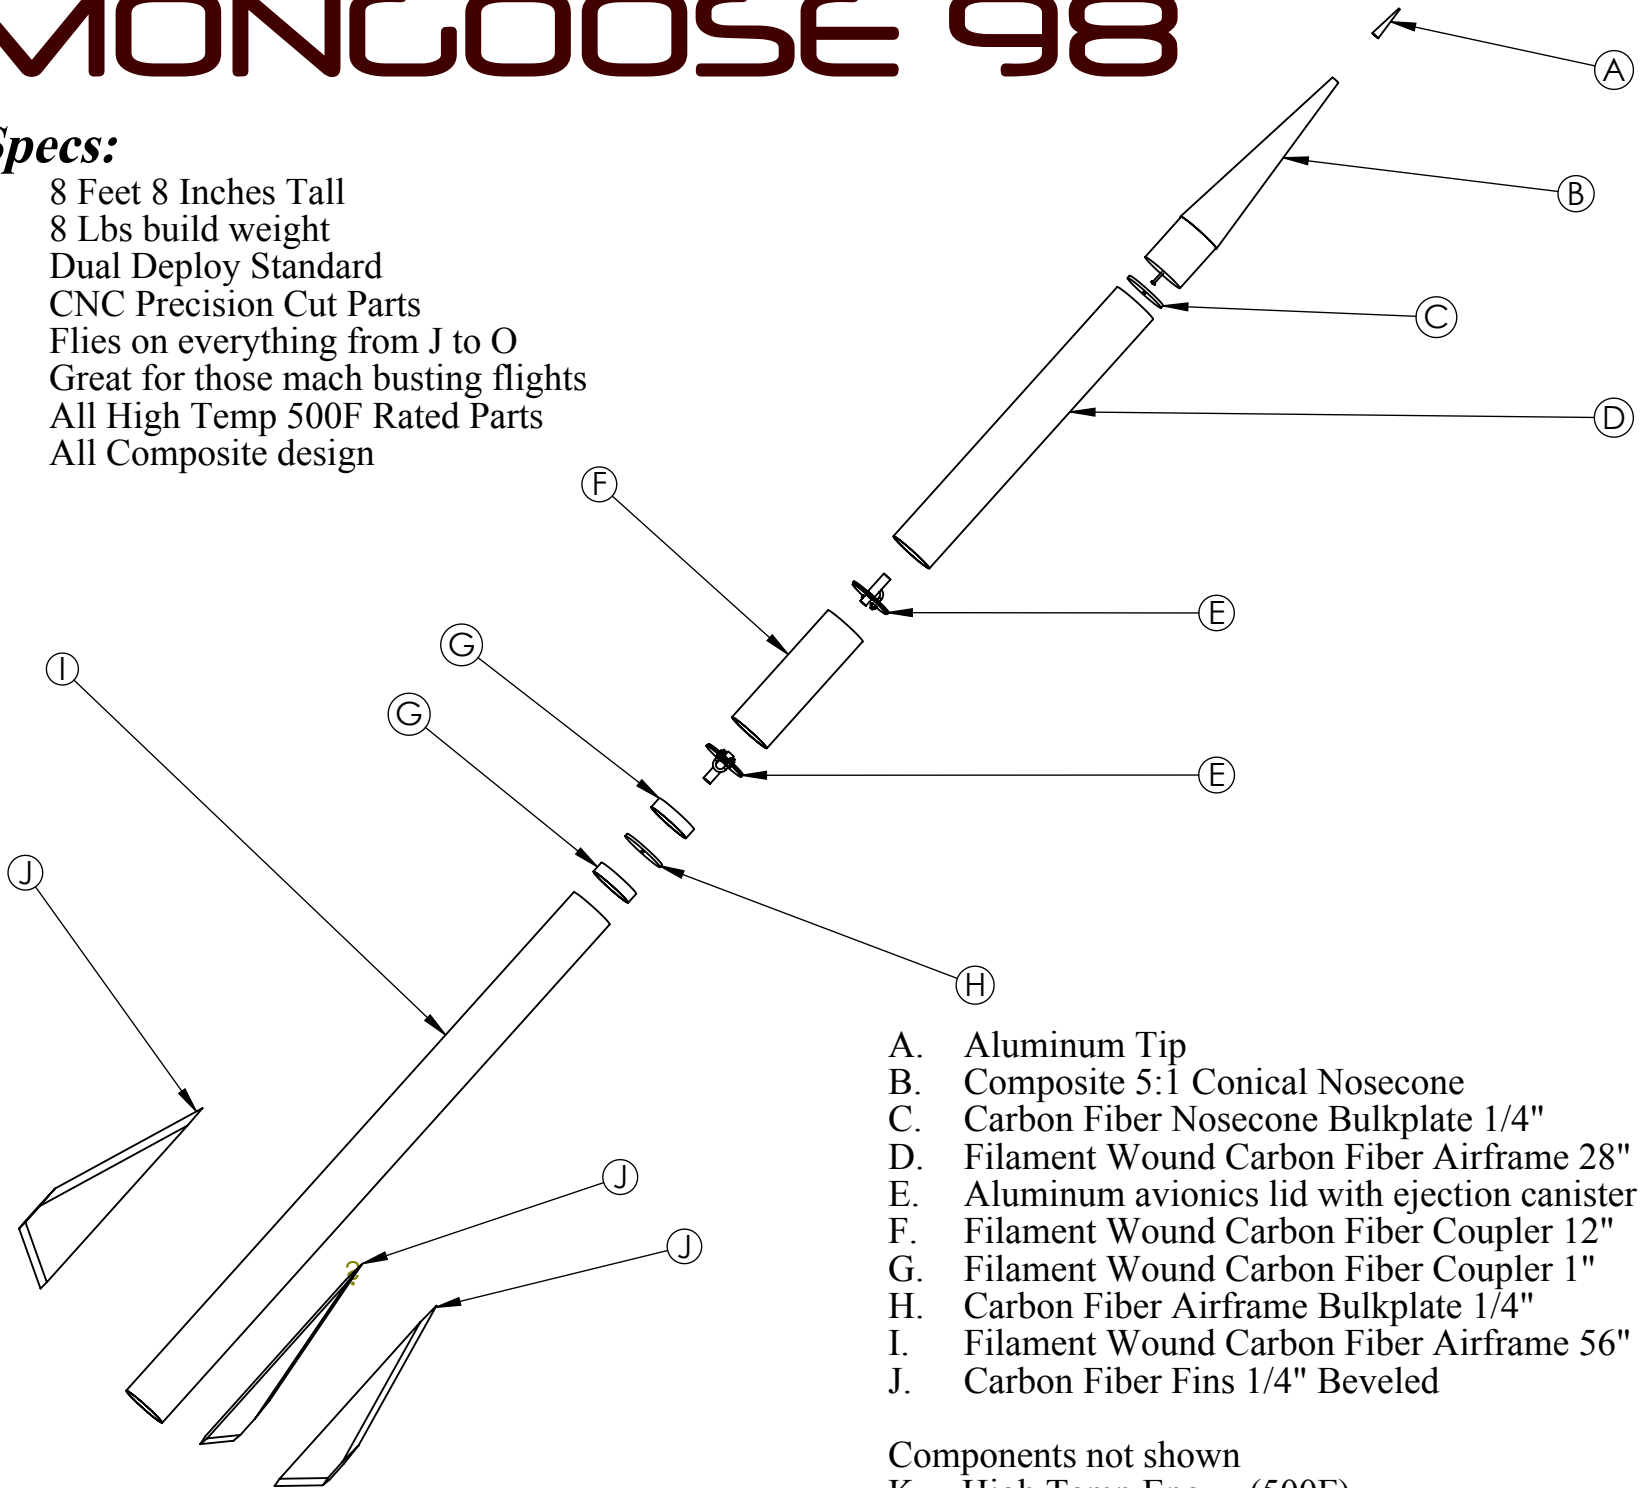 MONGOOSE 98
Specs:
8 Feet 8 Inches Tall
8 Lbs build weight
Dual Deploy Standard
CNC Precision Cut Parts
Flies on everything from J to O
Great for those mach busting flights
All High Temp 500F Rated Parts
All Composite design
A
B
C
D
F
E
G
I
G
E
J
H
J
J
?
A. Aluminum Tip
B. Composite 5:1 Conical Nosecone
C. Carbon Fiber Nosecone Bulkplate 1/4"
D. Filament Wound Carbon Fiber Airframe 28"
E. Aluminum avionics lid with ejection canister
F. Filament Wound Carbon Fiber Coupler 12"
G. Filament Wound Carbon Fiber Coupler 1"
H. Carbon Fiber Airframe Bulkplate 1/4"
I. Filament Wound Carbon Fiber Airframe 56"
J. Carbon Fiber Fins 1/4" Beveled
Components not shown
K. High Temp (500F)